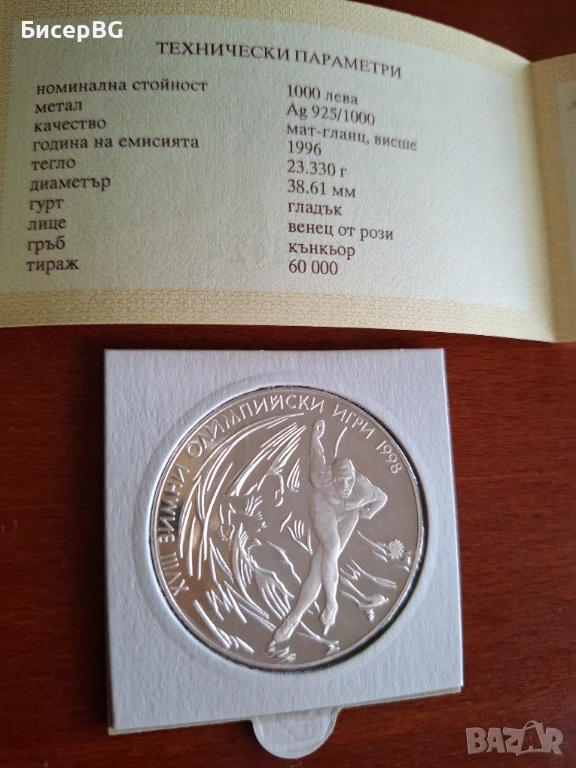 БисерBG
ТЕХНИЧЕСКИ ПАРАМЕТРИ
номинална стойност 1000 лева
метал Ag 925/1000
качество мат-гланц, висше
година на емисията 1996
тегло 23.330 г
диаметър 38.61 мм
гурт гладък
лице венец от рози
гръб кънкьор
тираж 60 000
XVIII ЗИМНИ ОЛИМПИЙСКИ ИГРИ 1998
BAZAR